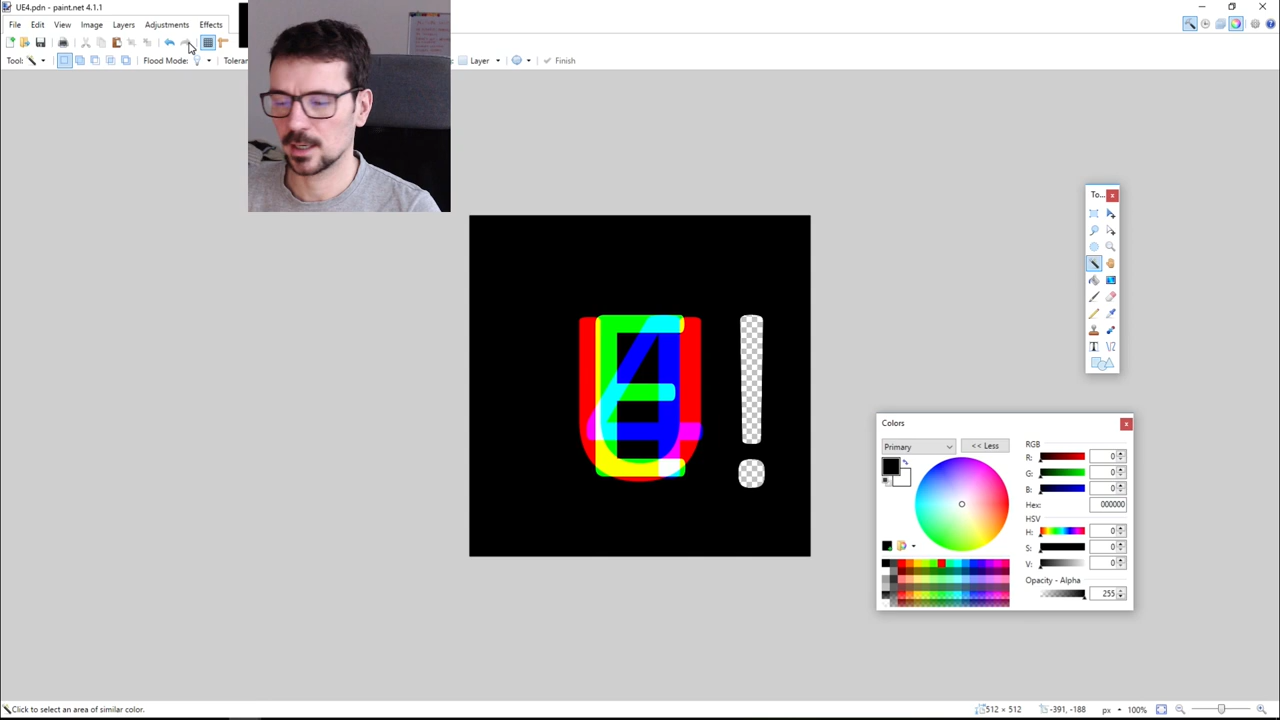 UE4.pdn - paint.net 4.1.1
File Edit View Image Layers Adjustments Effects
Tool: Flood Mode: Layer Finish
UE4!
To...
Colors
Primary << Less
RGB
R: 0
G: 0
B: 0
Hex: 000000
HSV
H: 0
S: 0
V: 0
Opacity - Alpha
255
Click to select an area of similar color. 512 × 512 -391, -188 px 100%